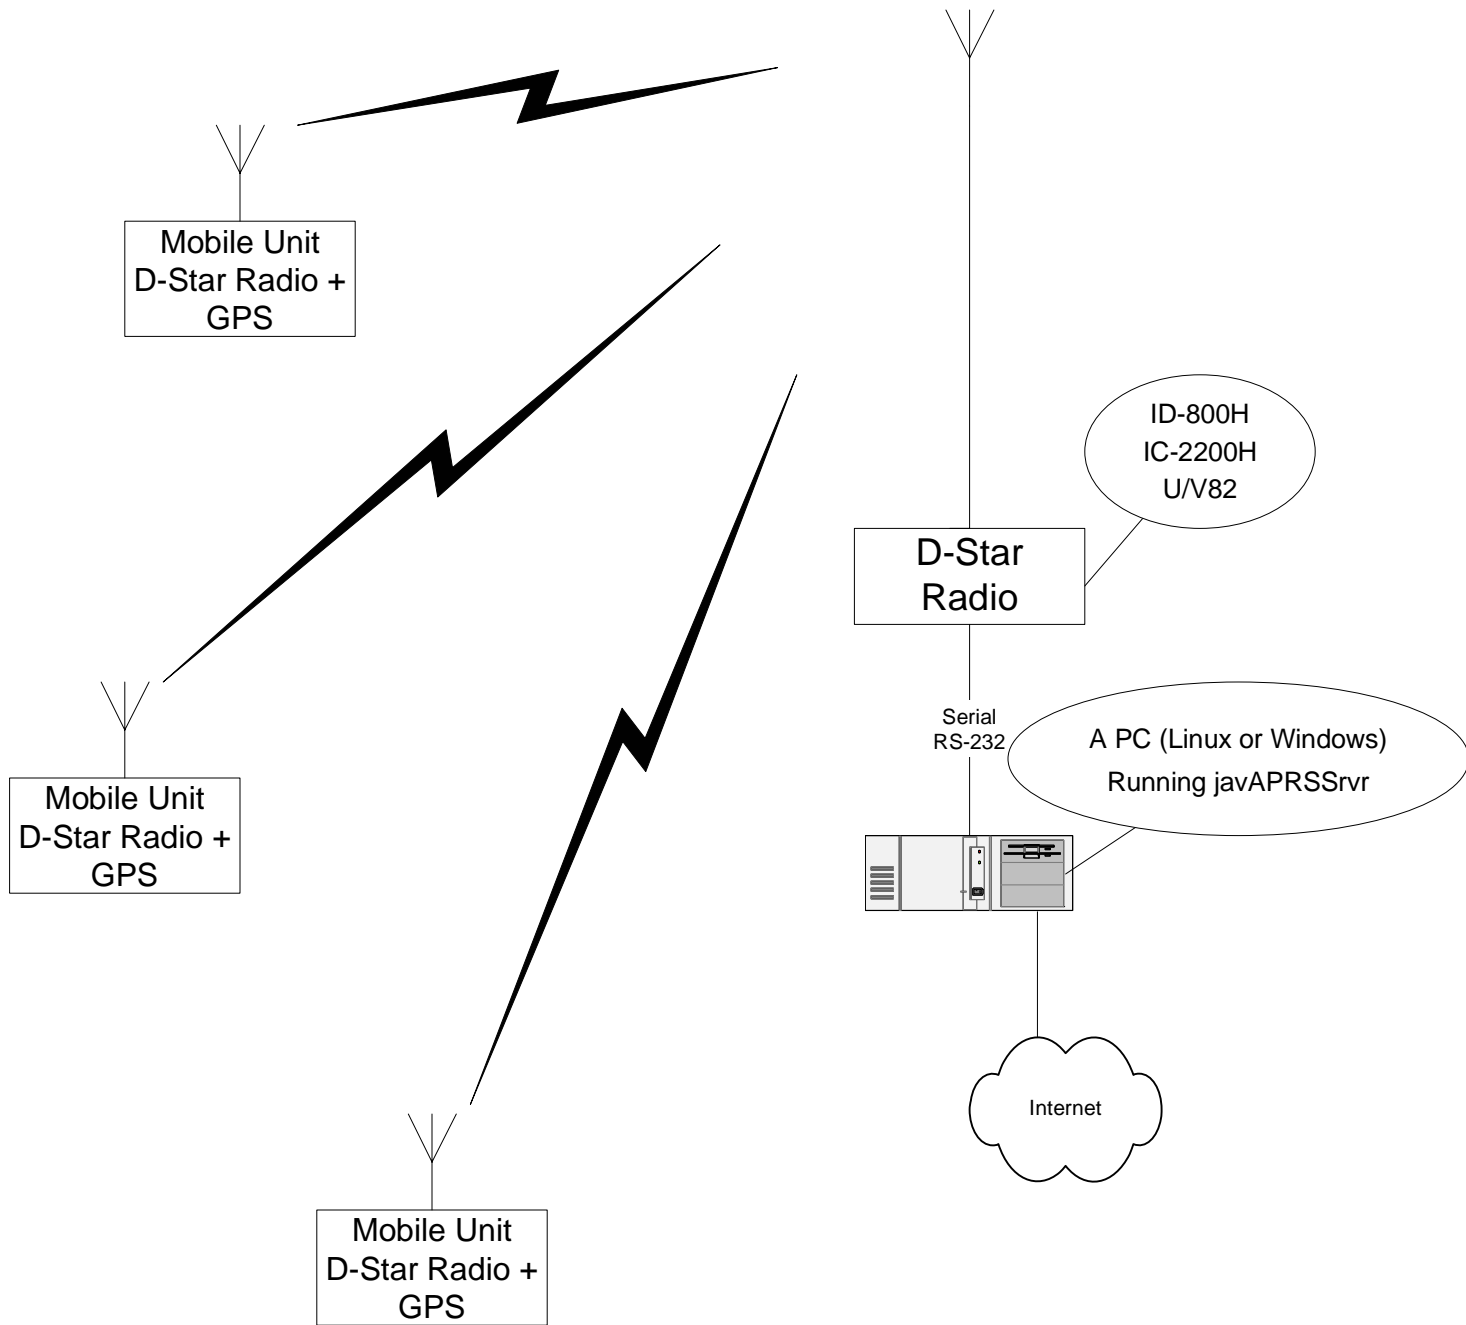 Mobile Unit
D-Star Radio +
GPS
ID-800H
IC-2200H
U/V82
D-Star
Radio
Serial
RS-232
A PC (Linux or Windows)
Running javAPRSSrvr
Mobile Unit
D-Star Radio +
GPS
Internet
Mobile Unit
D-Star Radio +
GPS